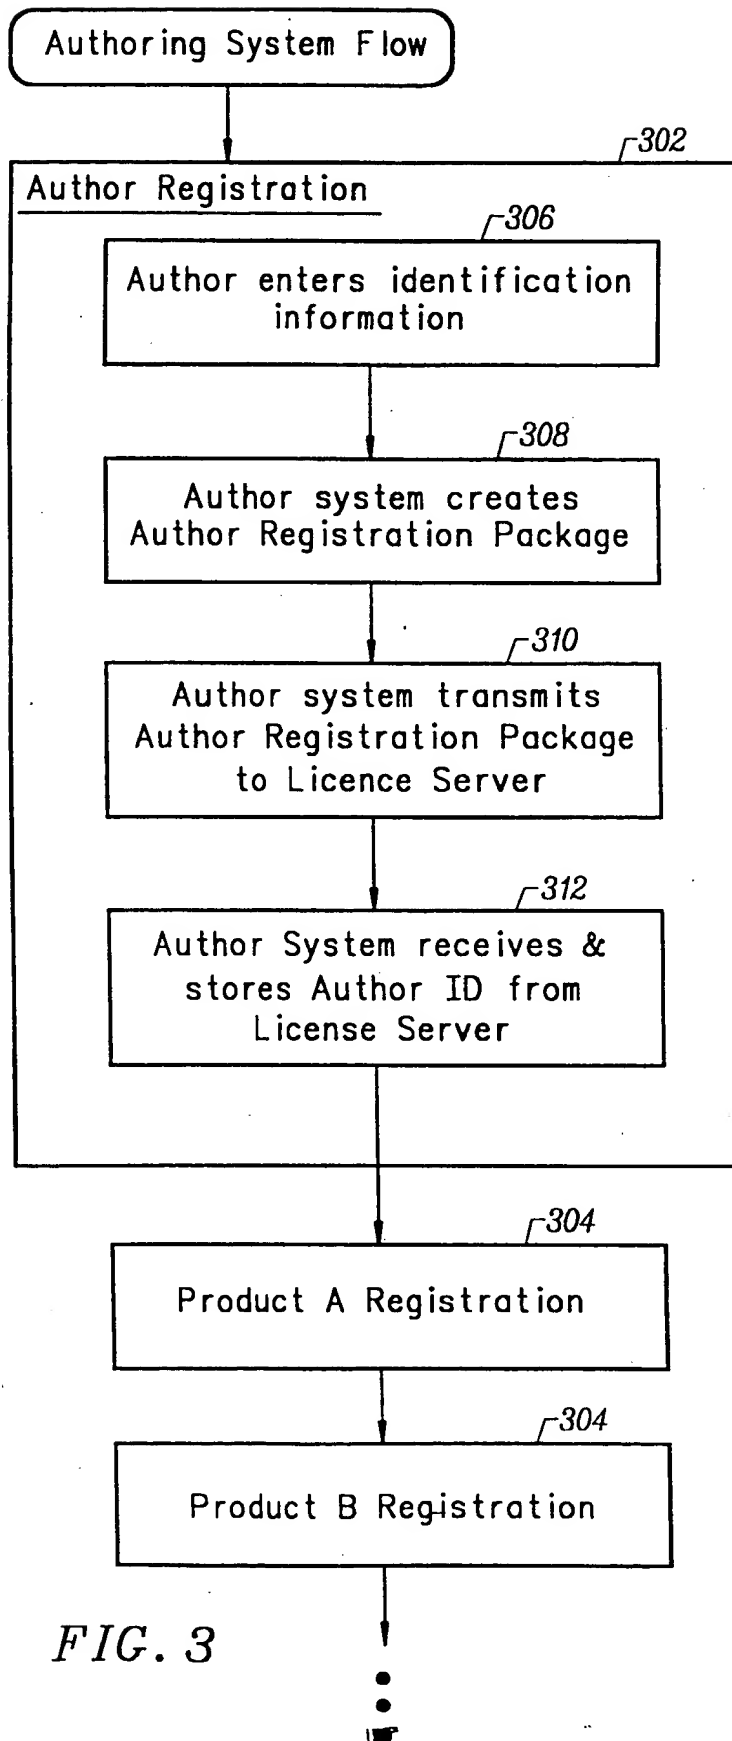 Authoring System Flow
302
Author Registration
306
Author enters identification
information
308
Author system creates
Author Registration Package
310
Author system transmits
Author Registration Package
to Licence Server
312
Author System receives &
stores Author ID from
License Server
304
Product A Registration
304
Product B Registration
FIG. 3